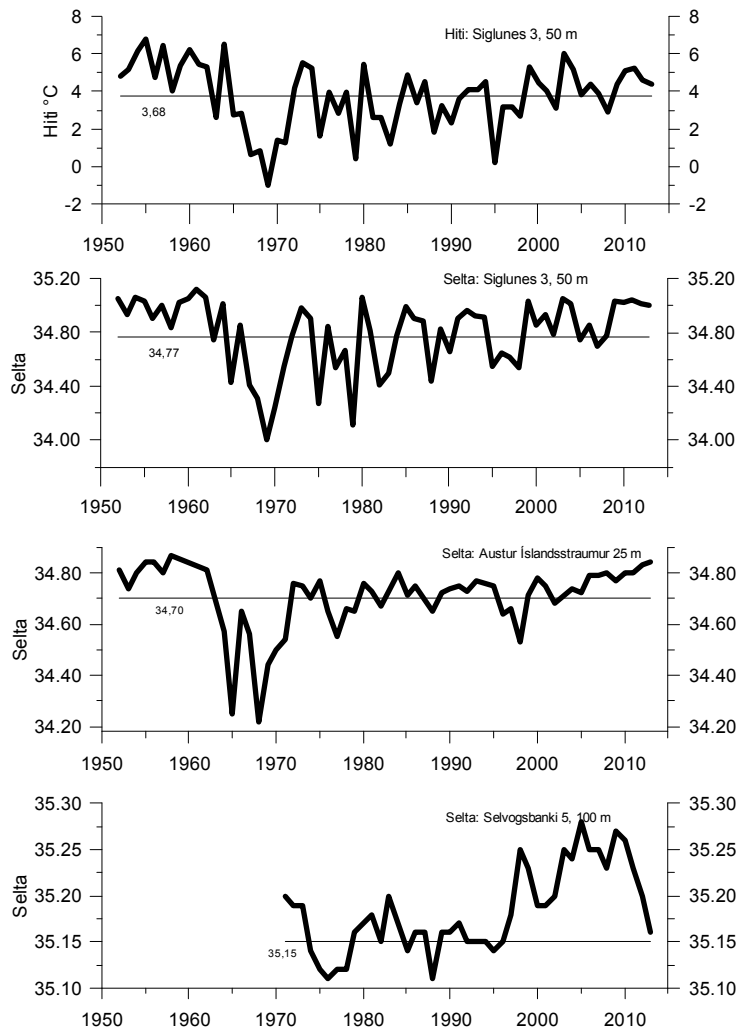 8 8
Hiti: Siglunes 3, 50 m
6 6
4 4
3,68
Hiti °C
2 2
0 0
-2 -2
1950 1960 1970 1980 1990 2000 2010
35.20 35.20
Selta: Siglunes 3, 50 m
34.80 34.80
34,77
Selta
34.40 34.40
34.00 34.00
1950 1960 1970 1980 1990 2000 2010
Selta: Austur Íslandsstraumur 25 m
34.80 34.80
34,70
34.60 34.60
Selta
34.40 34.40
34.20 34.20
1950 1960 1970 1980 1990 2000 2010
35.30 35.30
Selta: Selvogsbanki 5, 100 m
35.25 35.25
35.20 35.20
Selta
35.15 35.15
35,15
35.10 35.10
1950 1960 1970 1980 1990 2000 2010